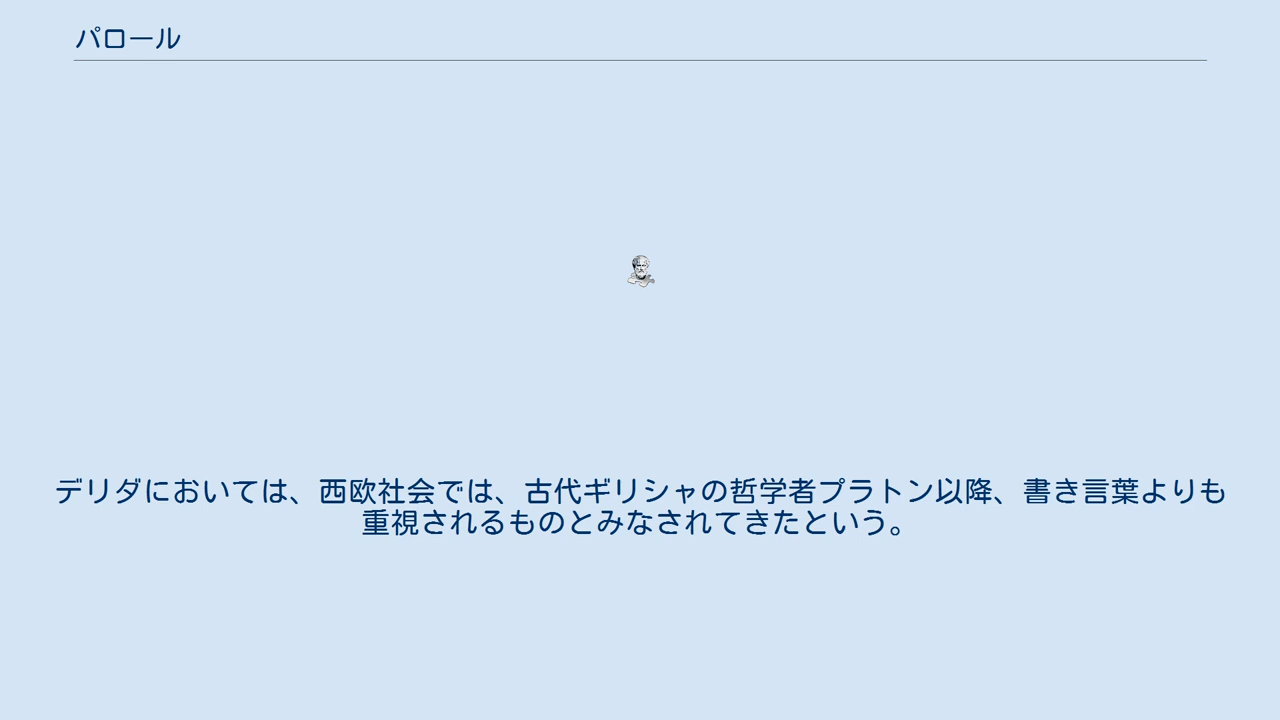 パロール
デリダにおいては、西欧社会では、古代ギリシャの哲学者プラトン以降、書き言葉よりも
重視されるものとみなされてきたという。